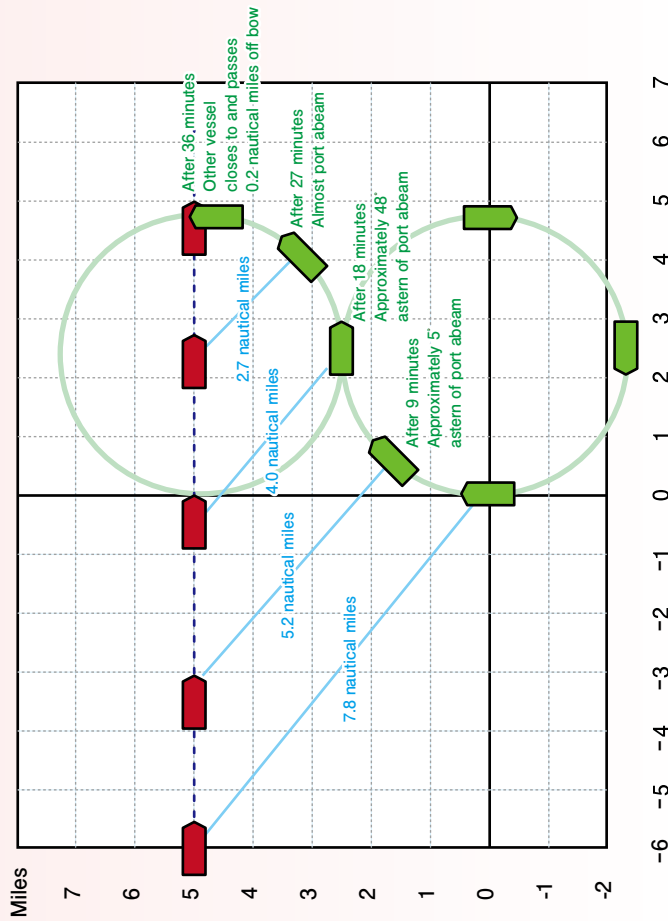 Miles
7
6
5
4
3
2
1
0
-1
-2
-6
-5
-4
-3
-2
-1
0
1
2
3
4
5
6
7
7.8 nautical miles
5.2 nautical miles
4.0 nautical miles
2.7 nautical miles
After 9 minutes
Approximately 5°
astern of port abeam
After 18 minutes
Approximately 48°
astern of port abeam
After 27 minutes
Almost port abeam
After 36 minutes
Other vessel
closes to and passes
0.2 nautical miles off bow